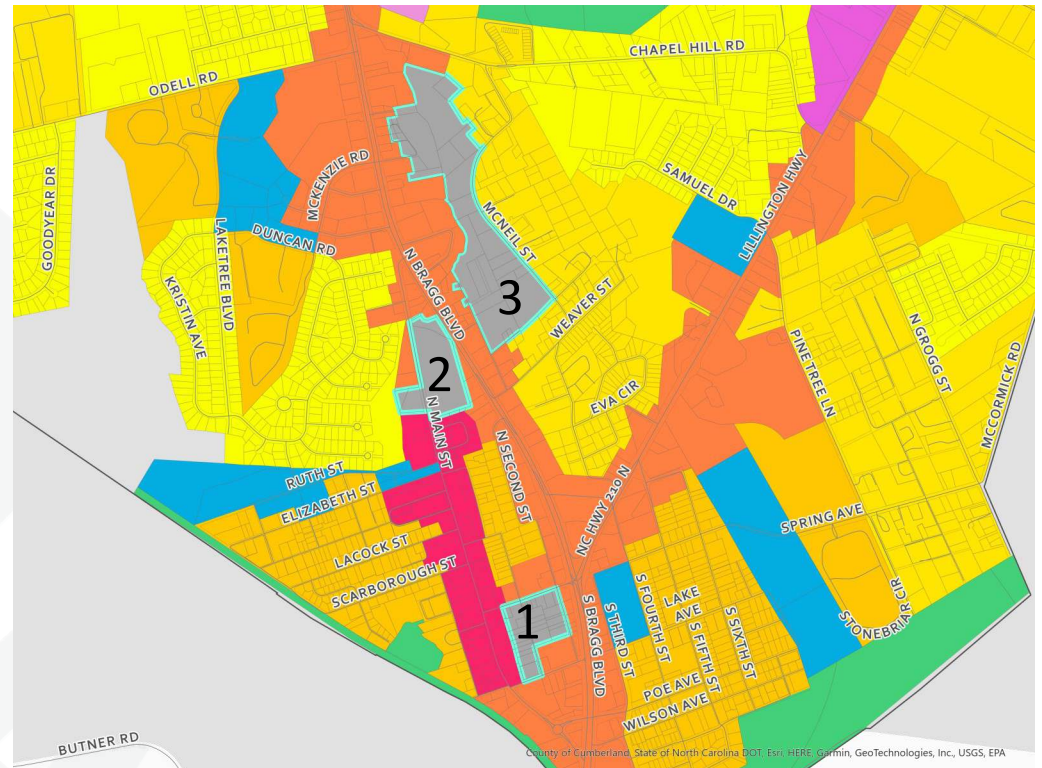 CHAPEL HILL RD
ODELL RD
GOODYEAR DR
MCKENZIE RD
SAMUEL DR
LILLINGTON HWY
LAKETREE BLVD
DUNCAN RD
MCNEIL ST
KRISTIN AVE
N BRAGG BLVD
3
WEAVER ST
PINETREE LN
N GROGG ST
MCCORMICK RD
2
EVA CIR
N MAIN ST
N SECOND ST
RUTH ST
ELIZABETH ST
NC HWY 210 N
SPRING AVE
LACOCK ST
SCARBOROUGH ST
1
S BRAGG BLVD
S THIRD ST
S FOURTH ST
LAKE AVE
S FIFTH ST
S SIXTH ST
STONEBRIAR CIR
POE AVE
WILSON AVE
BUTNER RD
County of Cumberland, State of North Carolina DOT, Esri, HERE, Garmin, GeoTechnologies, Inc., USGS, EPA